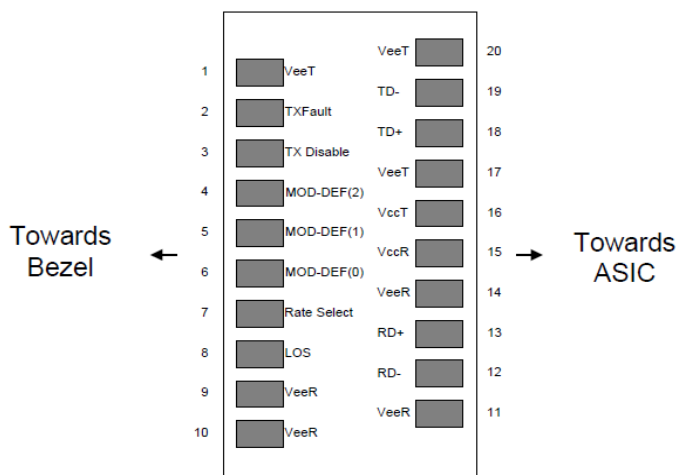 VeeT 20
1 VeeT
TD- 19
2 TXFault
TD+ 18
3 TX Disable
VeeT 17
4 MOD-DEF(2)
VccT 16
5 MOD-DEF(1)
Towards
Bezel
VccR 15
Towards
ASIC
6 MOD-DEF(0)
VeeR 14
7 Rate Select
RD+ 13
8 LOS
RD- 12
9 VeeR
VeeR 11
10 VeeR